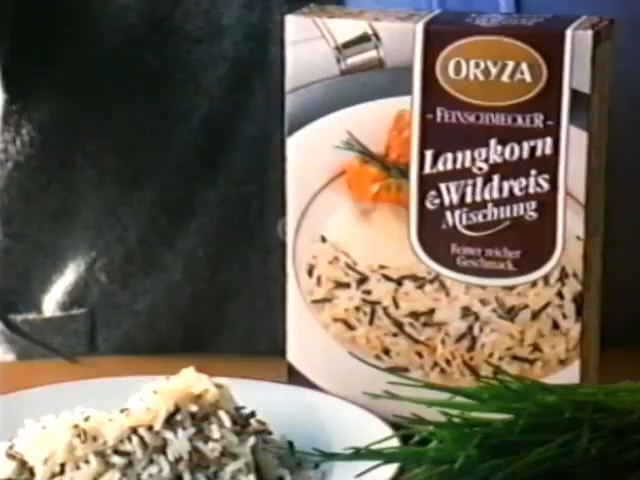 ORYZA
- FEINSCHMECKER -
Langkorn
& Wildreis
Mischung
Feiner reicher
Geschmack.